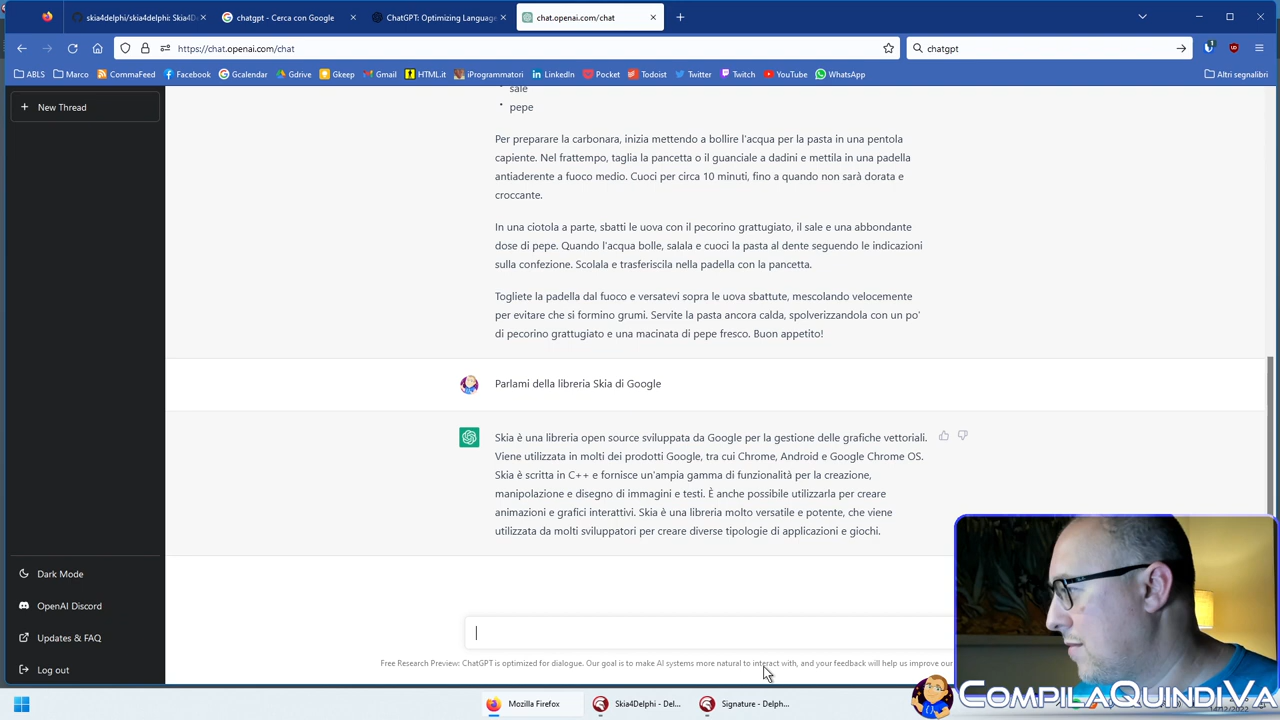 skia4delphi/skia4delphi: Skia4D
chatgpt - Cerca con Google
ChatGPT: Optimizing Language
chat.openai.com/chat
https://chat.openai.com/chat
chatgpt
ABLS
Marco
CommaFeed
Facebook
Gcalendar
Gdrive
Gkeep
Gmail
HTML.it
iProgrammatori
LinkedIn
Pocket
Todoist
Twitter
Twitch
YouTube
WhatsApp
Altri segnalibri
New Thread
sale
pepe
Per preparare la carbonara, inizia mettendo a bollire l'acqua per la pasta in una pentola
capiente. Nel frattempo, taglia la pancetta o il guanciale a dadini e mettila in una padella
antiaderente a fuoco medio. Cuoci per circa 10 minuti, fino a quando non sarà dorata e
croccante.
In una ciotola a parte, sbatti le uova con il pecorino grattugiato, il sale e una abbondante
dose di pepe. Quando l'acqua bolle, salala e cuoci la pasta al dente seguendo le indicazioni
sulla confezione. Scolala e trasferiscila nella padella con la pancetta.
Togliete la padella dal fuoco e versatevi sopra le uova sbattute, mescolando velocemente
per evitare che si formino grumi. Servite la pasta ancora calda, spolverizzandola con un po'
di pecorino grattugiato e una macinata di pepe fresco. Buon appetito!
Parlami della libreria Skia di Google
Skia è una libreria open source sviluppata da Google per la gestione delle grafiche vettoriali.
Viene utilizzata in molti dei prodotti Google, tra cui Chrome, Android e Google Chrome OS.
Skia è scritta in C++ e fornisce un'ampia gamma di funzionalità per la creazione,
manipolazione e disegno di immagini e testi. È anche possibile utilizzarla per creare
animazioni e grafici interattivi. Skia è una libreria molto versatile e potente, che viene
utilizzata da molti sviluppatori per creare diverse tipologie di applicazioni e giochi.
Dark Mode
OpenAI Discord
Updates & FAQ
Log out
Free Research Preview: ChatGPT is optimized for dialogue. Our goal is to make AI systems more natural to interact with, and your feedback will help us improve our
Mozilla Firefox
Skia4Delphi - Del...
Signature - Delph...
COMPILAQUINDIVA
14/12/2022